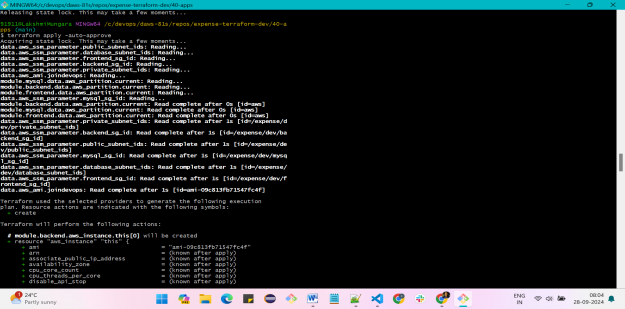 MINGW64:/c/devops/daws-81s/repos/expense-terraform-dev/40-apps
Releasing state lock. This may take a few moments...
MINGW64 /c/devops/daws-81s/repos/expense-terraform-dev/40-a
pps (main)
$ terraform apply -auto-approve
Acquiring state lock. This may take a few moments...
data.aws_ssm_parameter.public_subnet_ids: Reading...
data.aws_ssm_parameter.database_subnet_ids: Reading...
data.aws_ssm_parameter.frontend_sg_id: Reading...
data.aws_ssm_parameter.backend_sg_id: Reading...
data.aws_ssm_parameter.private_subnet_ids: Reading...
data.aws_ami.joindevops: Reading...
module.mysql.data.aws_partition.current: Reading...
module.backend.data.aws_partition.current: Reading...
module.frontend.data.aws_partition.current: Reading...
data.aws_ssm_parameter.mysql_sg_id: Reading...
module.backend.data.aws_partition.current: Read complete after 0s [id=aws]
module.mysql.data.aws_partition.current: Read complete after 0s [id=aws]
module.frontend.data.aws_partition.current: Read complete after 0s [id=aws]
data.aws_ssm_parameter.private_subnet_ids: Read complete after 1s [id=/expense/d
ev/private_subnet_ids]
data.aws_ssm_parameter.backend_sg_id: Read complete after 1s [id=/expense/dev/ba
ckend_sg_id]
data.aws_ssm_parameter.public_subnet_ids: Read complete after 1s [id=/expense/de
v/public_subnet_ids]
data.aws_ssm_parameter.mysql_sg_id: Read complete after 1s [id=/expense/dev/mysq
l_sg_id]
data.aws_ssm_parameter.database_subnet_ids: Read complete after 1s [id=/expense/
dev/database_subnet_ids]
data.aws_ssm_parameter.frontend_sg_id: Read complete after 1s [id=/expense/dev/f
rontend_sg_id]
data.aws_ami.joindevops: Read complete after 1s [id=ami-09c813fb71547fc4f]
Terraform used the selected providers to generate the following execution
plan. Resource actions are indicated with the following symbols:
+ create
Terraform will perform the following actions:
# module.backend.aws_instance.this[0] will be created
+ resource "aws_instance" "this" {
+ ami = "ami-09c813fb71547fc4f"
+ arn = (known after apply)
+ associate_public_ip_address = (known after apply)
+ availability_zone = (known after apply)
+ cpu_core_count = (known after apply)
+ cpu_threads_per_core = (known after apply)
+ disable_api_stop = (known after apply)
24°C
Partly sunny
ENG
IN
08:04
28-09-2024